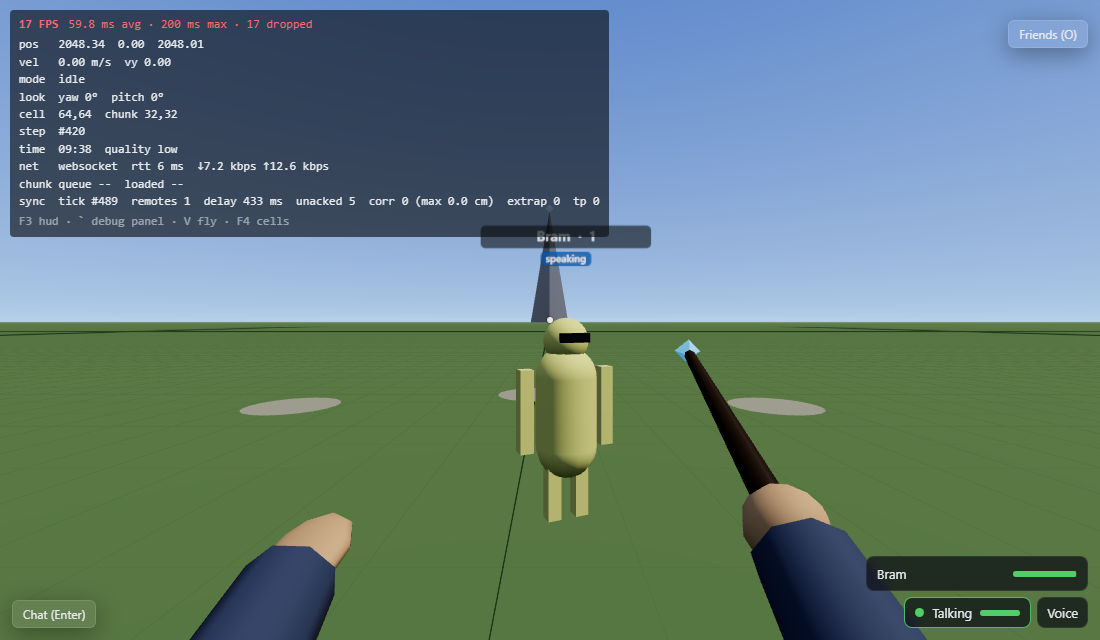 17 FPS 59.8 ms avg · 200 ms max · 17 dropped
pos 2048.34 0.00 2048.01
vel 0.00 m/s vy 0.00
mode idle
look yaw 0° pitch 0°
cell 64,64 chunk 32,32
step #420
time 09:38 quality low
net websocket rtt 6 ms ↓7.2 kbps ↑12.6 kbps
chunk queue -- loaded --
sync tick #489 remotes 1 delay 433 ms unacked 5 corr 0 (max 0.0 cm) extrap 0 tp 0
F3 hud · ` debug panel · V fly · F4 cells
Friends (O)
Bram · 1
speaking
Bram
Talking
Voice
Chat (Enter)